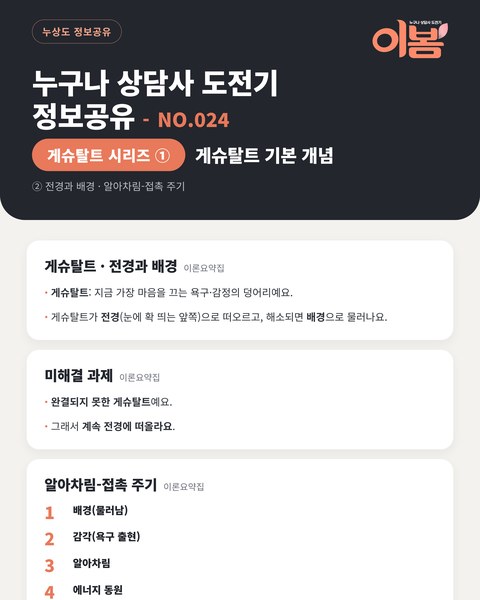 누상도 정보공유
누구나 상담사 도전기
이봄
누구나 상담사 도전기
정보공유 - NO.024
게슈탈트 시리즈 ① 게슈탈트 기본 개념
② 전경과 배경 · 알아차림-접촉 주기
게슈탈트 · 전경과 배경 이론요약집
· 게슈탈트: 지금 가장 마음을 끄는 욕구·감정의 덩어리예요.
· 게슈탈트가 전경(눈에 확 띄는 앞쪽)으로 떠오르고, 해소되면 배경으로 물러나요.
미해결 과제 이론요약집
· 완결되지 못한 게슈탈트예요.
· 그래서 계속 전경에 떠올라요.
알아차림-접촉 주기 이론요약집
1 배경(물러남)
2 감각(욕구 출현)
3 알아차림
4 에너지 동원